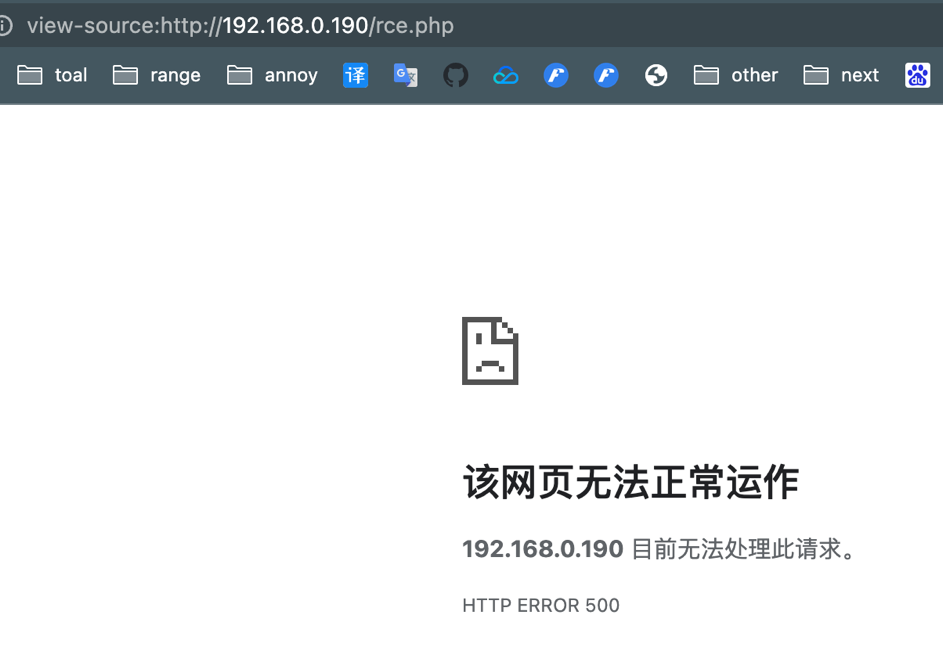 view-source:http://192.168.0.190/rce.php
toal range annoy 译 G 文 other next du
该网页无法正常运作
192.168.0.190 目前无法处理此请求。
HTTP ERROR 500